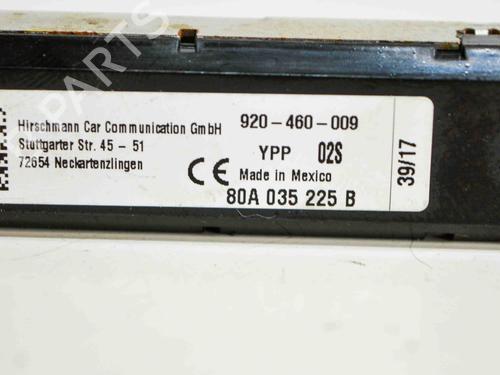 Hirschmann Car Communication GmbH
Stuttgarter Str. 45 - 51
72654 Neckartenzlingen
920-460-009
YPP 02S
CE Made in Mexico
80A 035 225 B
39/17
B-PARTS